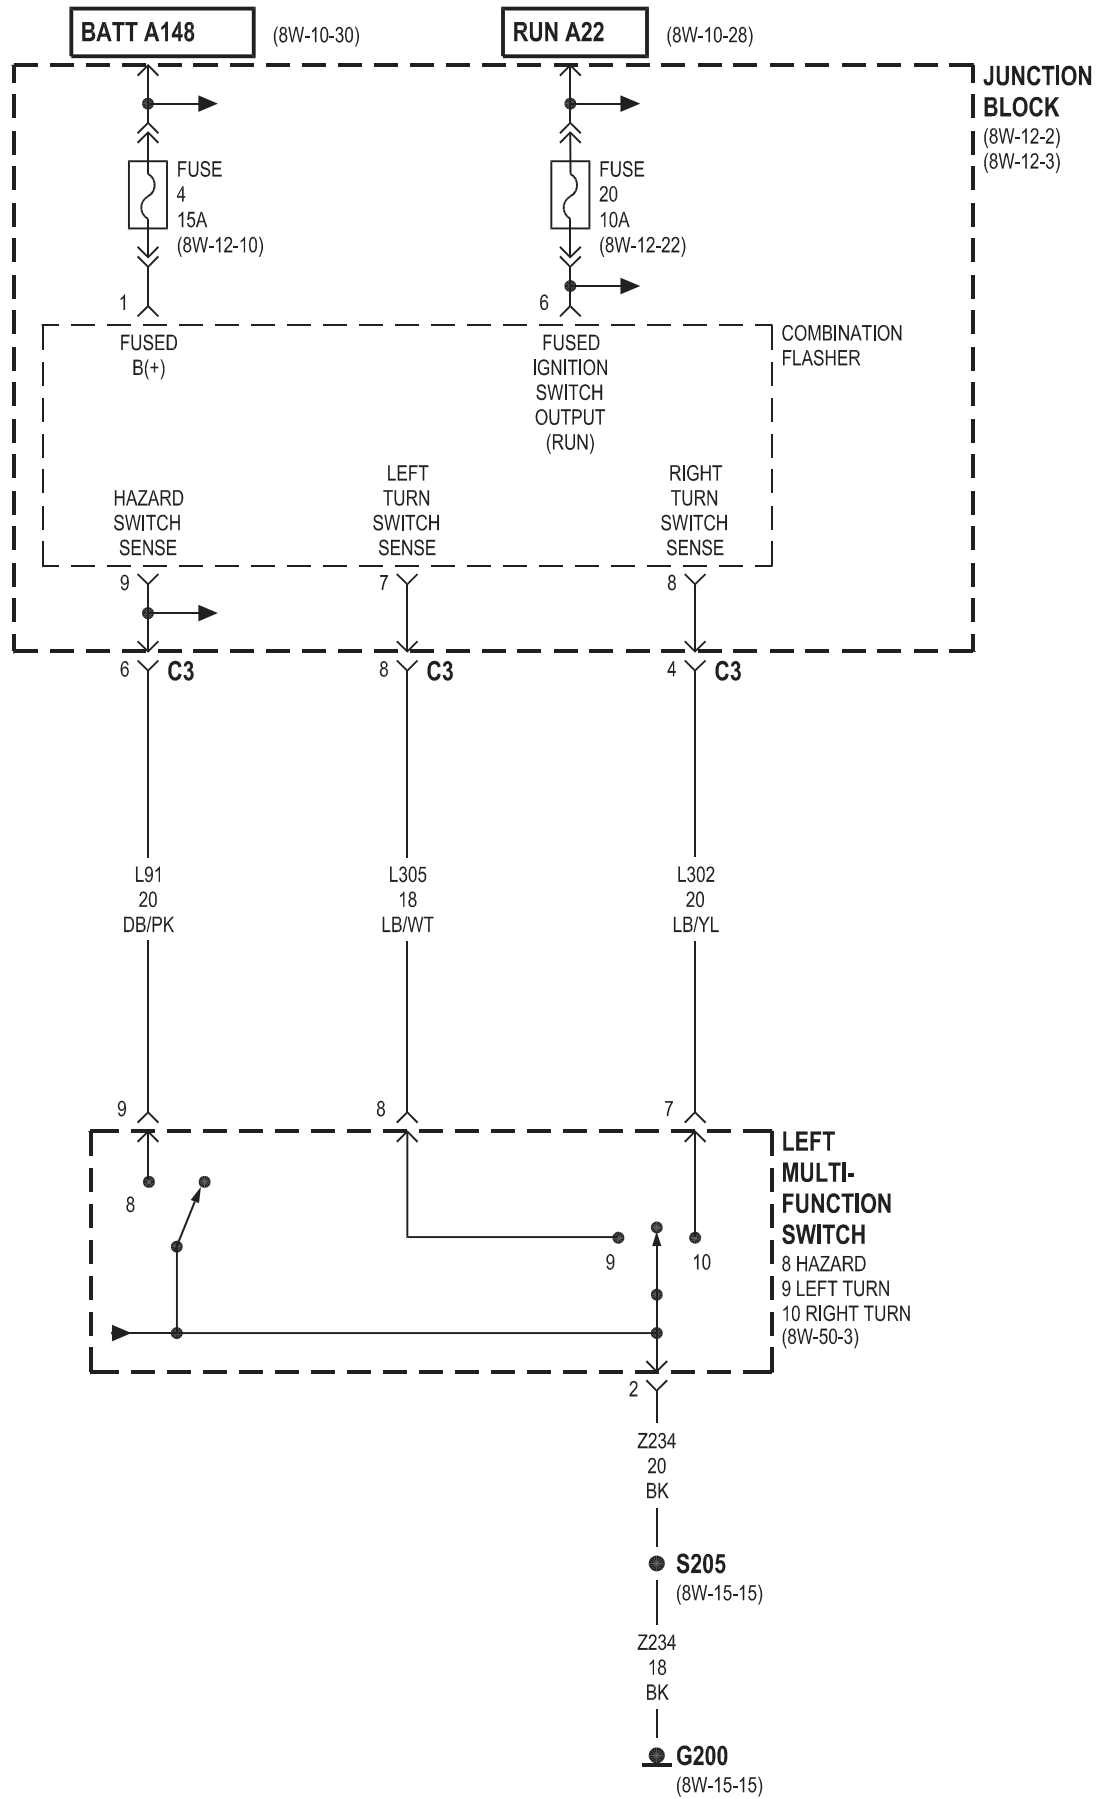 BATT A148 (8W-10-30)
RUN A22 (8W-10-28)
JUNCTION
BLOCK
(8W-12-2)
(8W-12-3)
FUSE
4
15A
(8W-12-10)
FUSE
20
10A
(8W-12-22)
1
6
COMBINATION
FLASHER
FUSED
B(+)
FUSED
IGNITION
SWITCH
OUTPUT
(RUN)
HAZARD
SWITCH
SENSE
LEFT
TURN
SWITCH
SENSE
RIGHT
TURN
SWITCH
SENSE
9
7
8
6 C3
8 C3
4 C3
L91
20
DB/PK
L305
18
LB/WT
L302
20
LB/YL
9
8
7
LEFT
MULTI-
FUNCTION
SWITCH
8 HAZARD
9 LEFT TURN
10 RIGHT TURN
(8W-50-3)
8
9
10
2
Z234
20
BK
S205
(8W-15-15)
Z234
18
BK
G200
(8W-15-15)